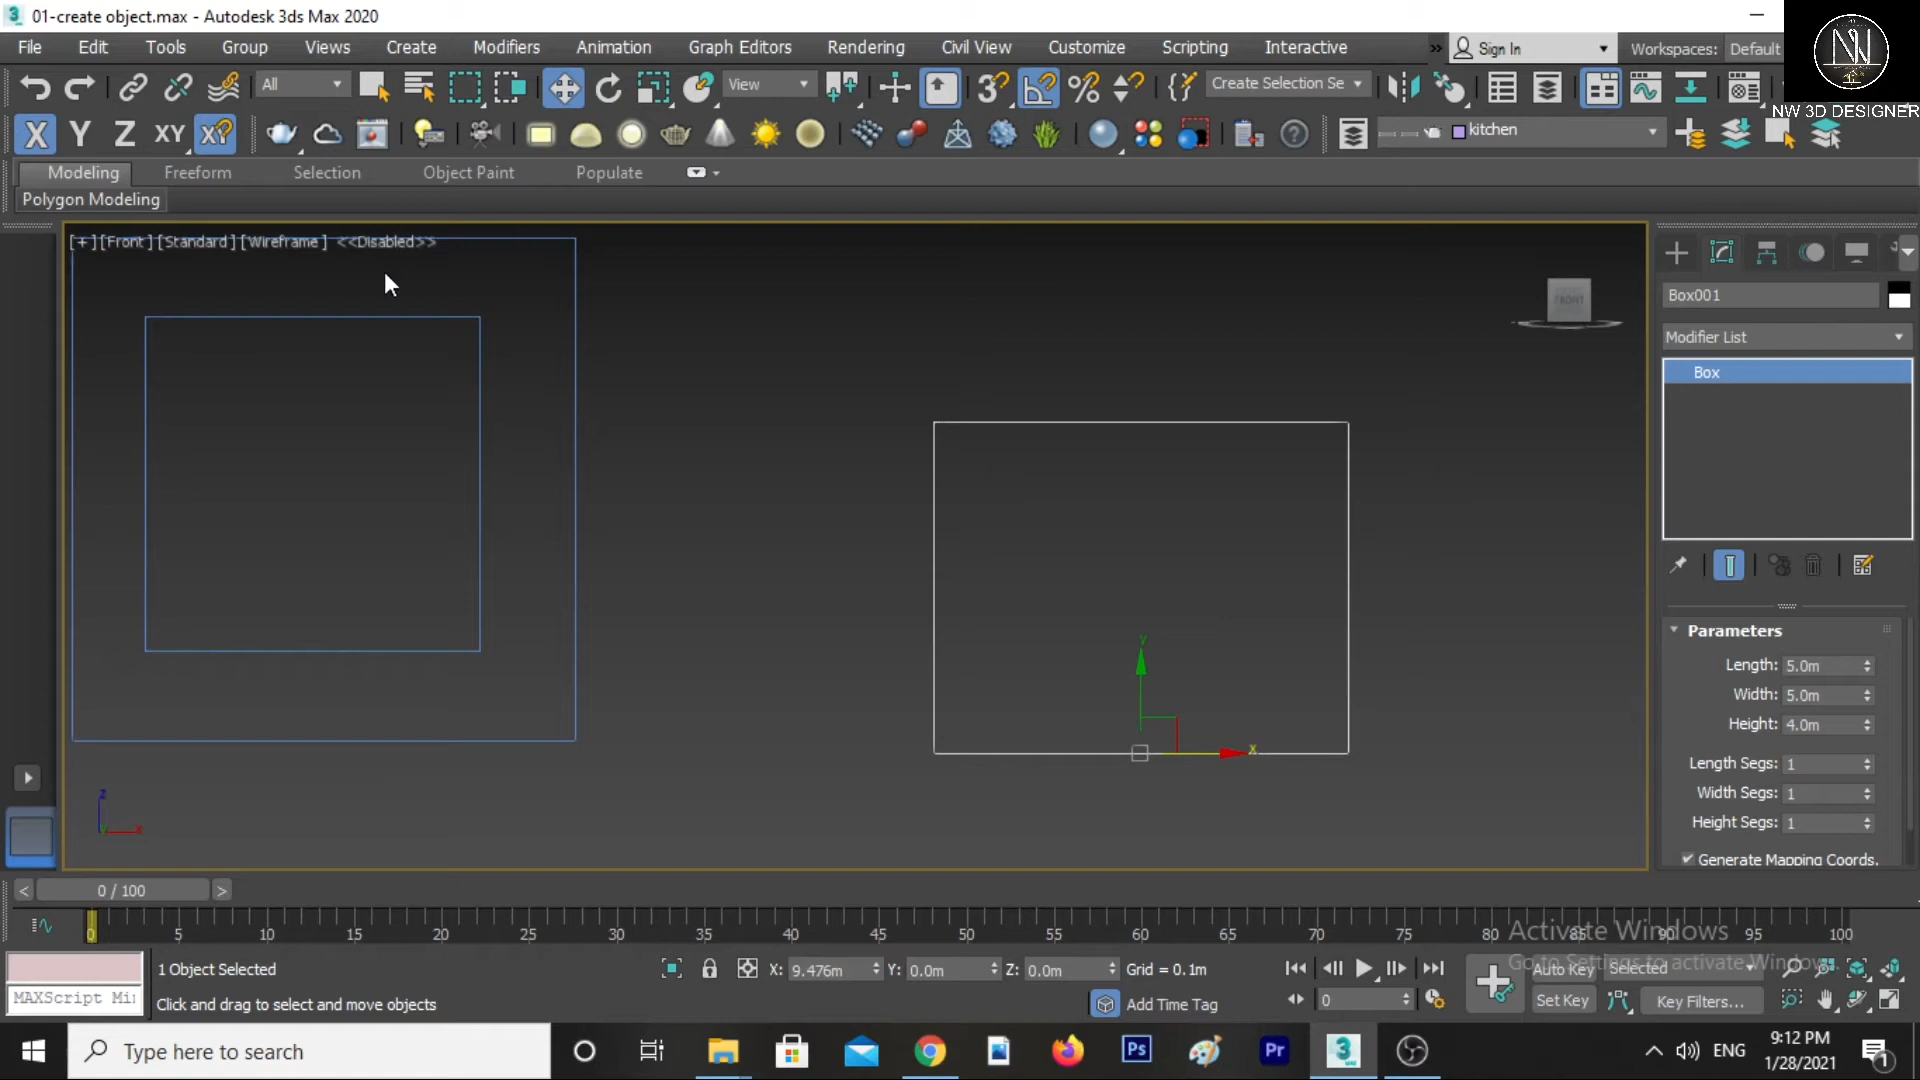 01-create object.max - Autodesk 3ds Max 2020
NW 3D DESIGNER
File Edit Tools Group Views Create Modifiers Animation Graph Editors Rendering Civil View Customize Scripting Interactive
Sign In
Workspaces: Default
All
View
Create Selection Se
X Y Z XY
kitchen
Modeling Freeform Selection Object Paint Populate
Polygon Modeling
[+] [Front] [Standard] [Wireframe] <<Disabled>>
FRONT
Box001
Modifier List
Box
Parameters
Length: 5.0m
Width: 5.0m
Height: 4.0m
Length Segs: 1
Width Segs: 1
Height Segs: 1
Generate Mapping Coords.
y
x
z
x
0 / 100
0 5 10 15 20 25 30 35 40 45 50 55 60 65 70 75 80 85 90 95 100
Activate Windows
Go to Settings to activate Windows.
1 Object Selected
X: 9.476m Y: 0.0m Z: 0.0m Grid = 0.1m
Auto Key Selected
MAXScript Mi
Click and drag to select and move objects
Add Time Tag
0
Set Key
Key Filters...
Type here to search
Ps
Pr
3
ENG
9:12 PM
1/28/2021
1